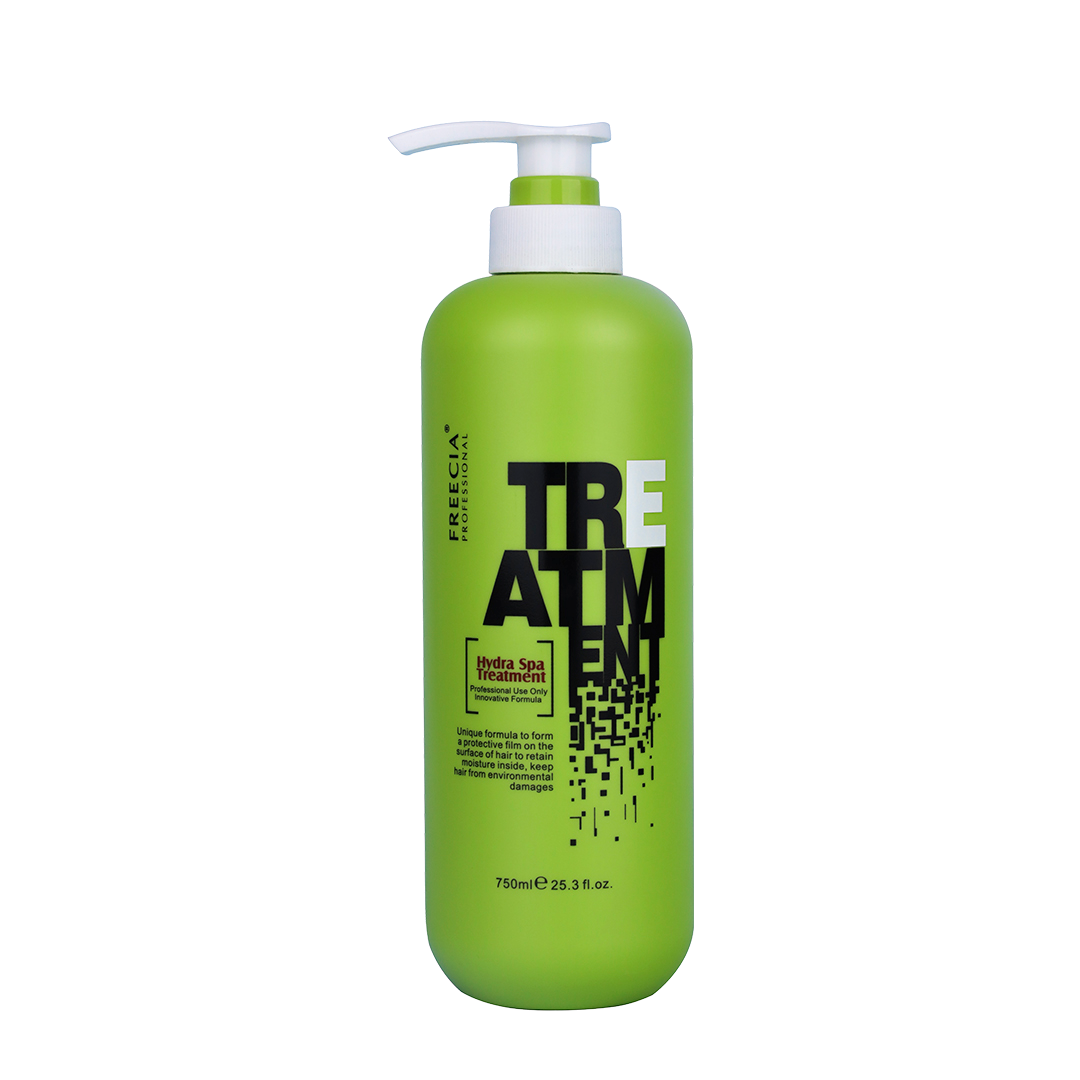 FREECIA®
PROFESSIONAL
TRE
ATM
ENT
Hydra Spa
Treatment
Professional Use Only
Innovative Formula
Unique formula to form
a protective film on the
surface of hair to retain
moisture inside, keep
hair from environmental
damages
750ml℮25.3 fl.oz.